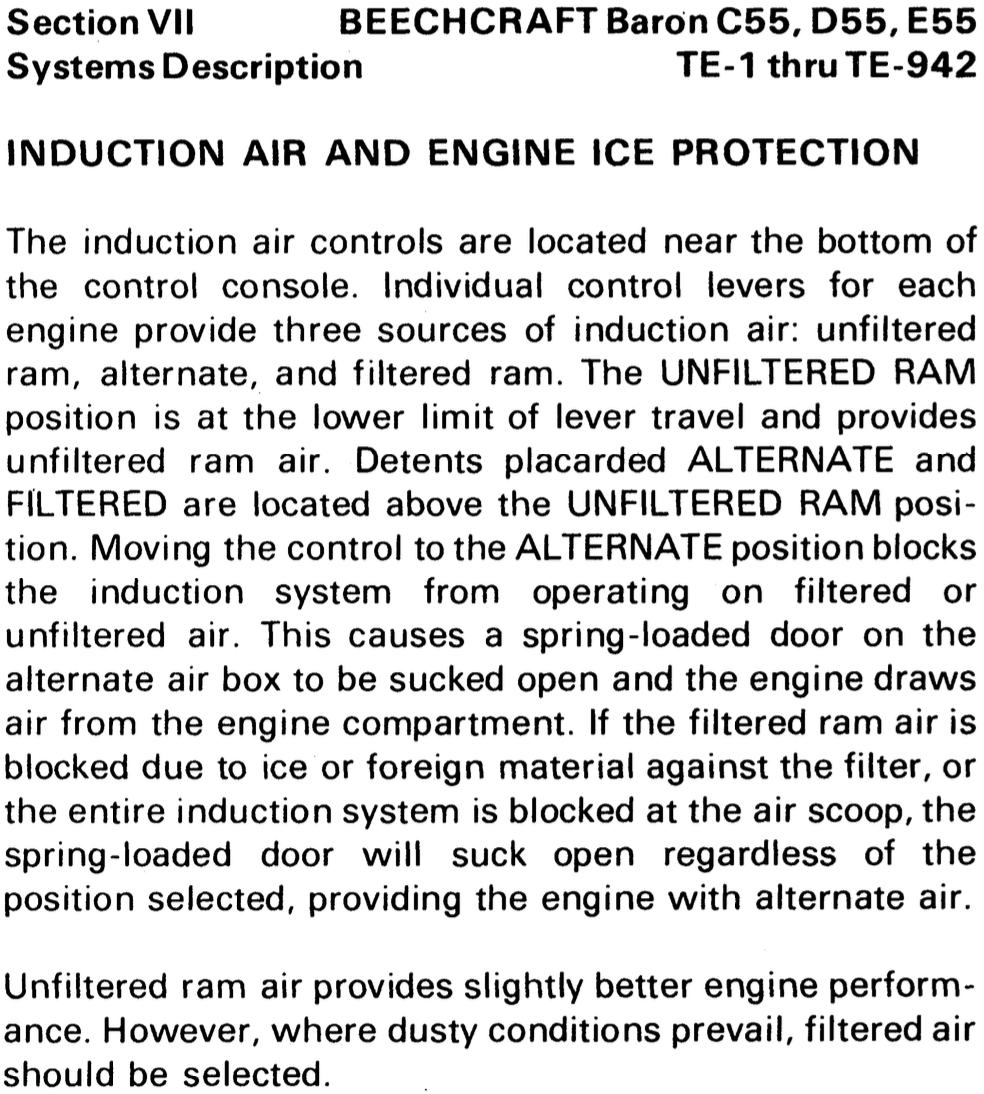 Section VII BEECHCRAFT Baron C55, D55, E55
Systems Description TE-1 thru TE-942
INDUCTION AIR AND ENGINE ICE PROTECTION
The induction air controls are located near the bottom of
the control console. Individual control levers for each
engine provide three sources of induction air: unfiltered
ram, alternate, and filtered ram. The UNFILTERED RAM
position is at the lower limit of lever travel and provides
unfiltered ram air. Detents placarded ALTERNATE and
FILTERED are located above the UNFILTERED RAM posi-
tion. Moving the control to the ALTERNATE position blocks
the induction system from operating on filtered or
unfiltered air. This causes a spring-loaded door on the
alternate air box to be sucked open and the engine draws
air from the engine compartment. If the filtered ram air is
blocked due to ice or foreign material against the filter, or
the entire induction system is blocked at the air scoop, the
spring-loaded door will suck open regardless of the
position selected, providing the engine with alternate air.
Unfiltered ram air provides slightly better engine perform-
ance. However, where dusty conditions prevail, filtered air
should be selected.